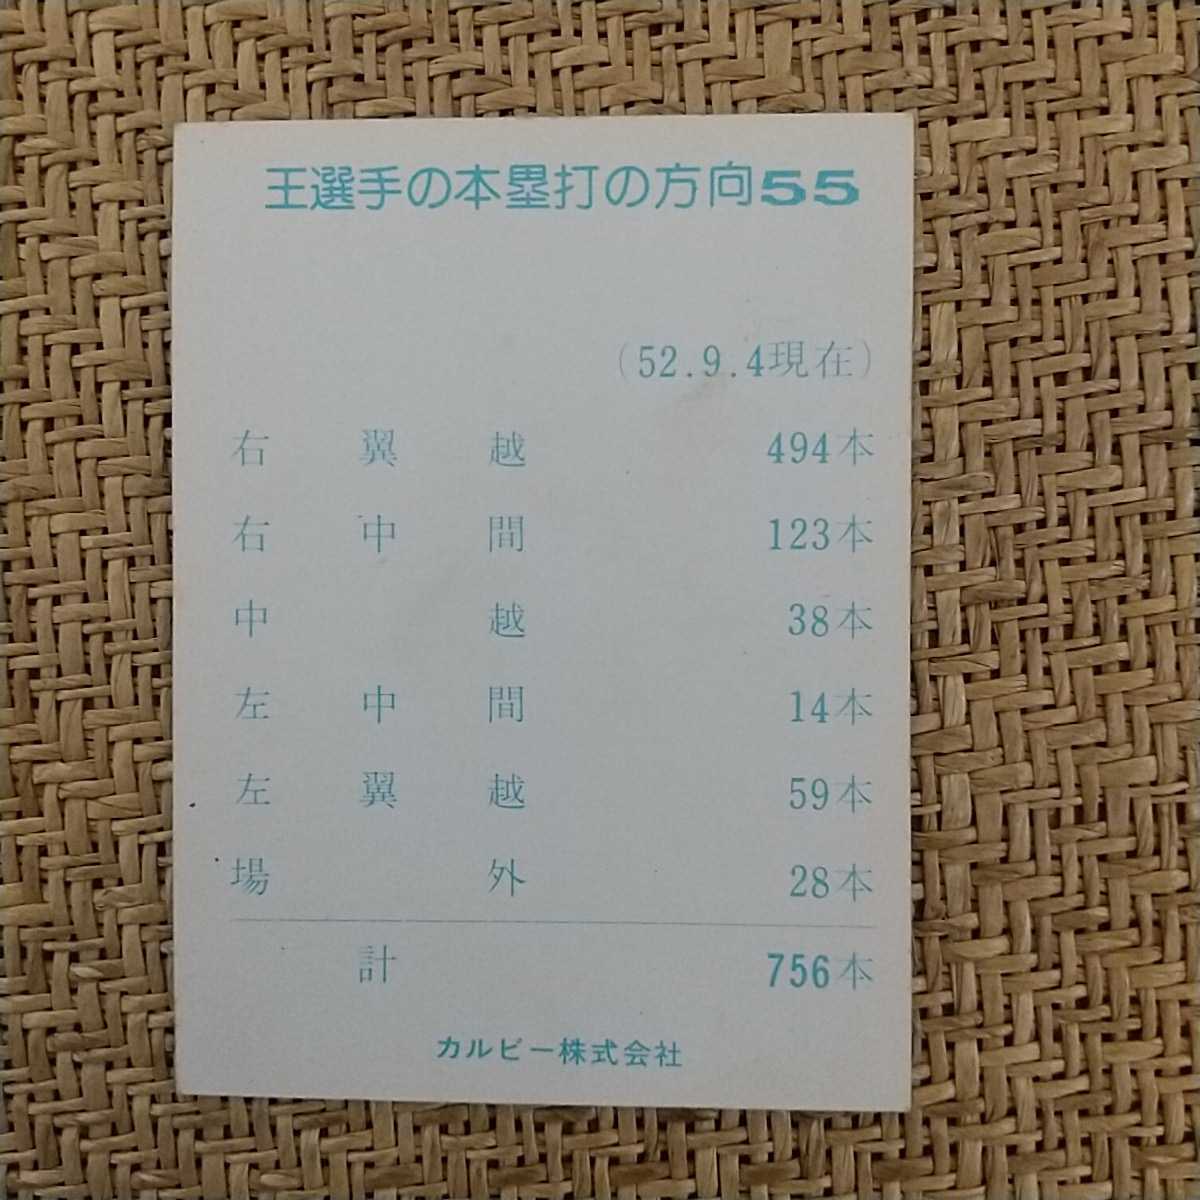 王選手の本塁打の方向55
(52.9.4現在)
右翼越 494本
右中間 123本
中越 38本
左中間 14本
左翼越 59本
場外 28本
計 756本
カルビー株式会社